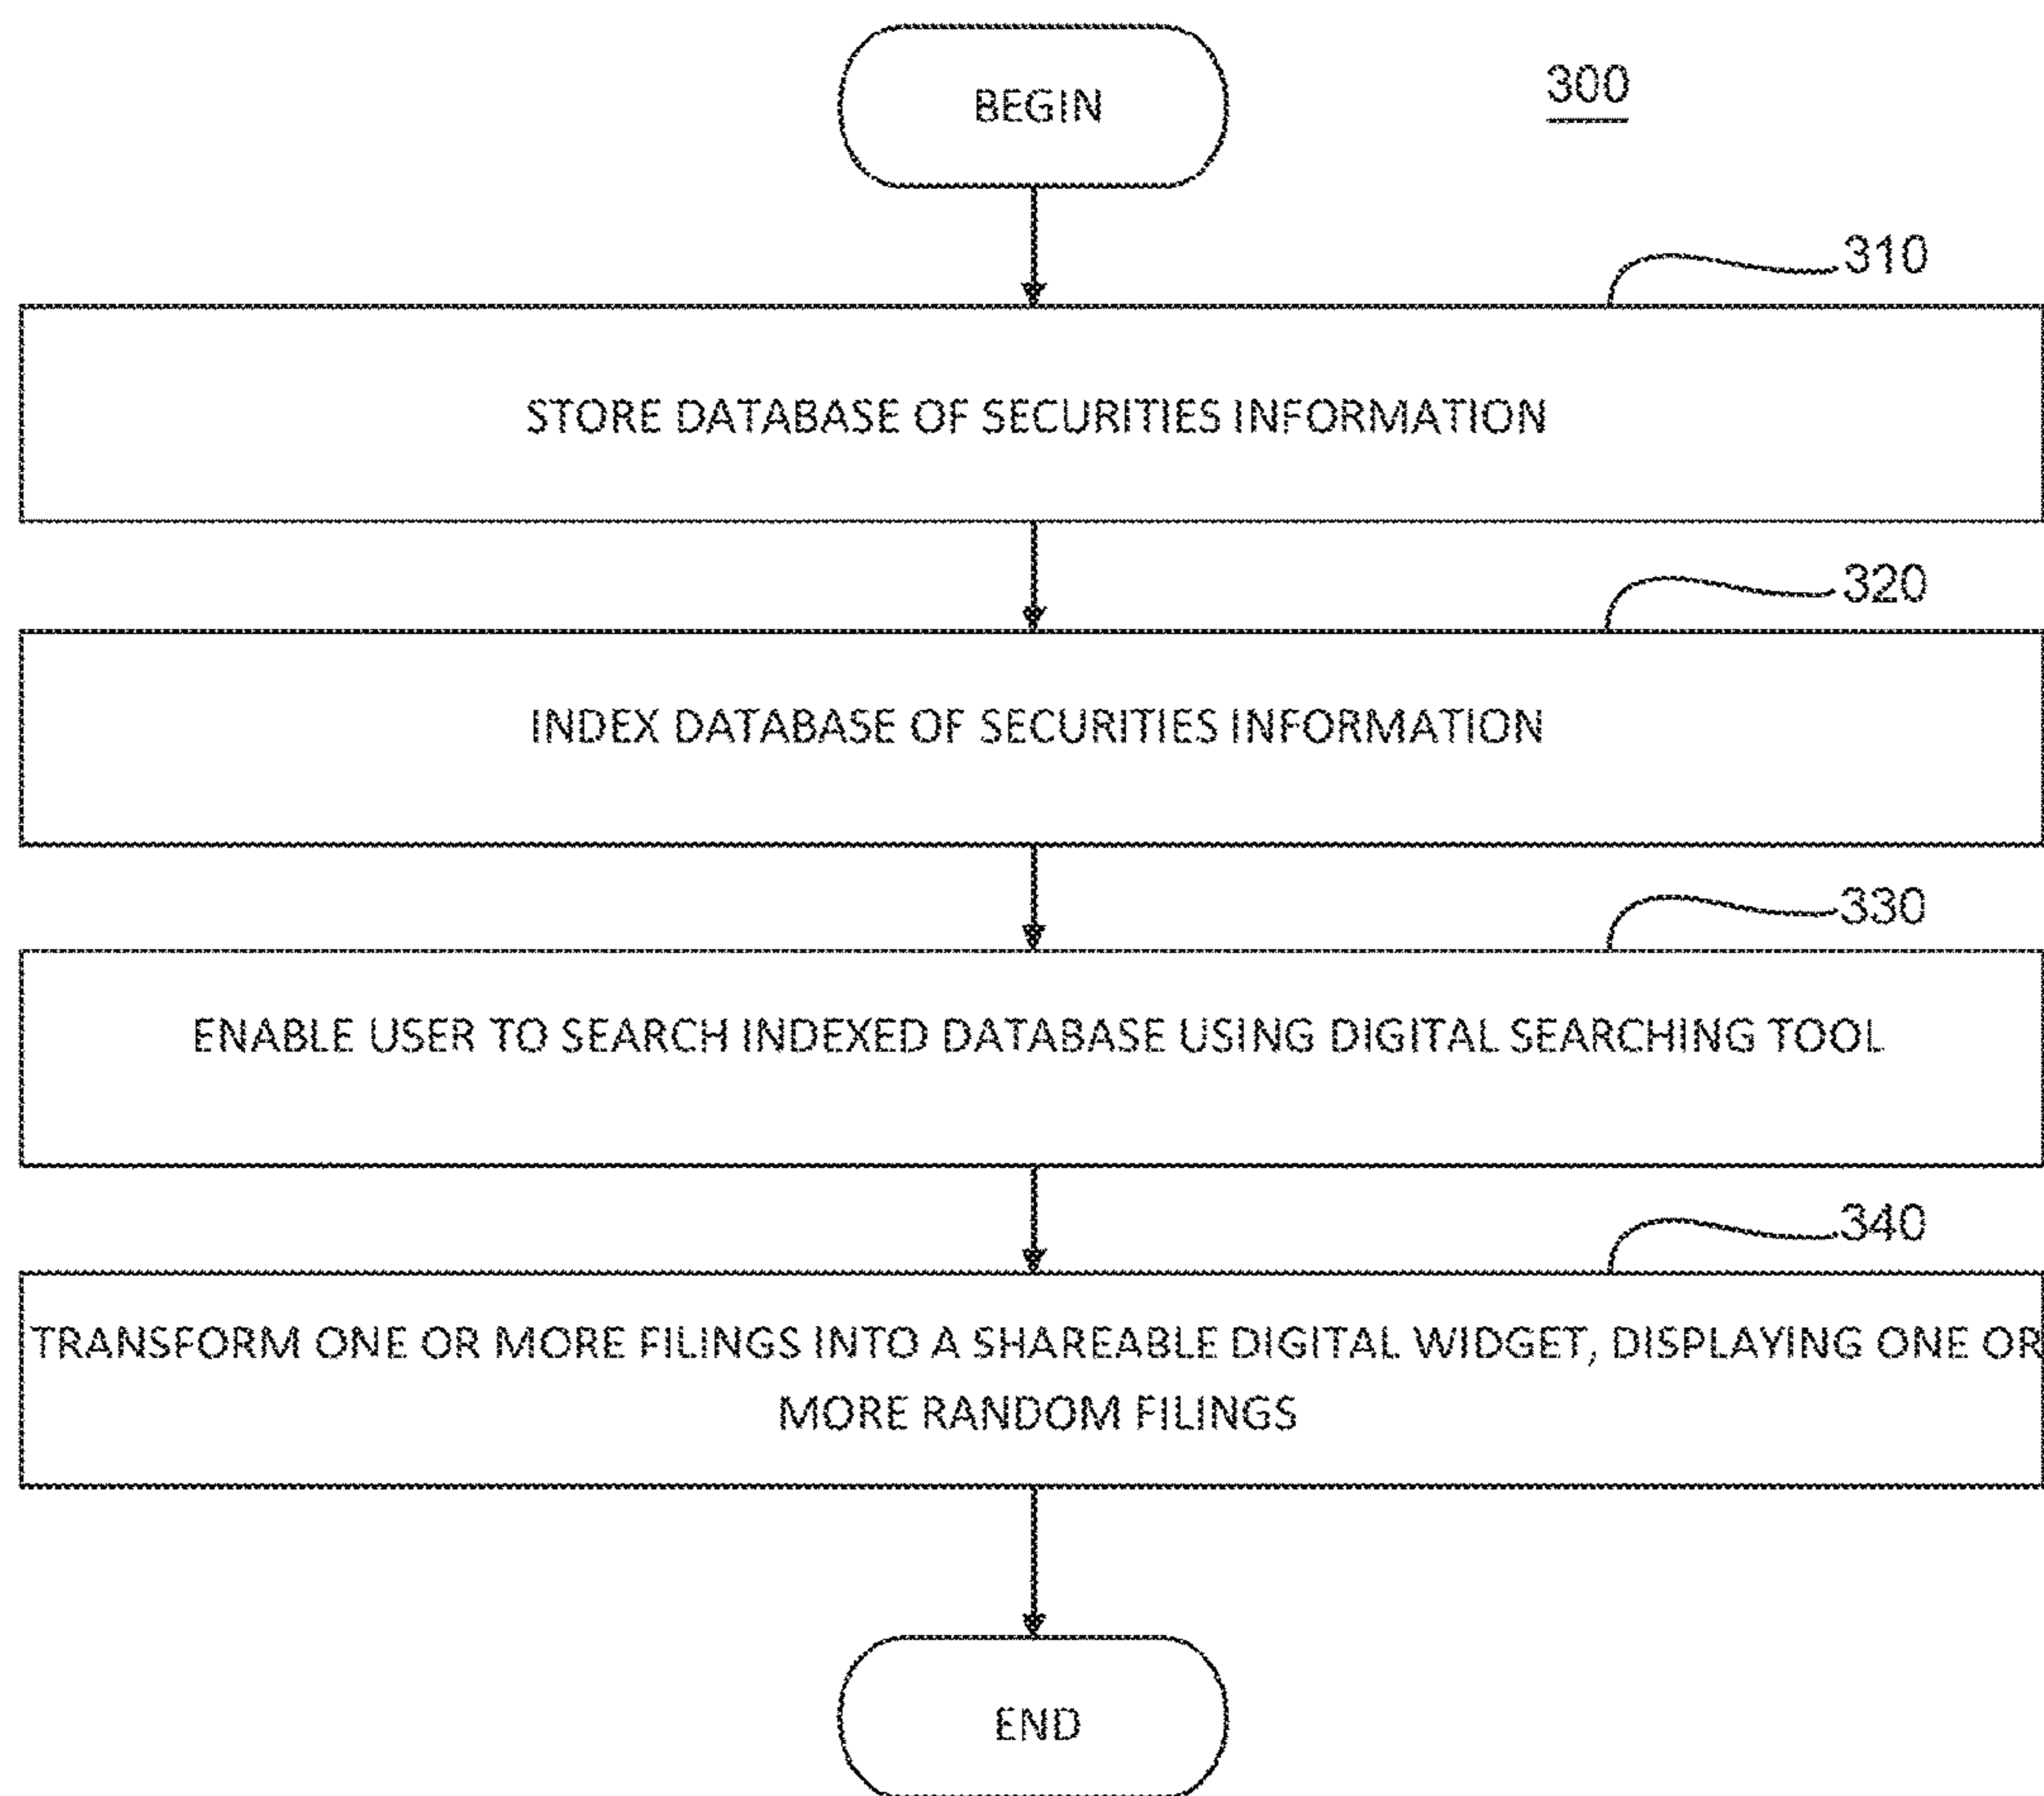 BEGIN
300
310
STORE DATABASE OF SECURITIES INFORMATION
320
INDEX DATABASE OF SECURITIES INFORMATION
330
ENABLE USER TO SEARCH INDEXED DATABASE USING DIGITAL SEARCHING TOOL
340
TRANSFORM ONE OR MORE FILINGS INTO A SHAREABLE DIGITAL WIDGET, DISPLAYING ONE OR
MORE RANDOM FILINGS
END